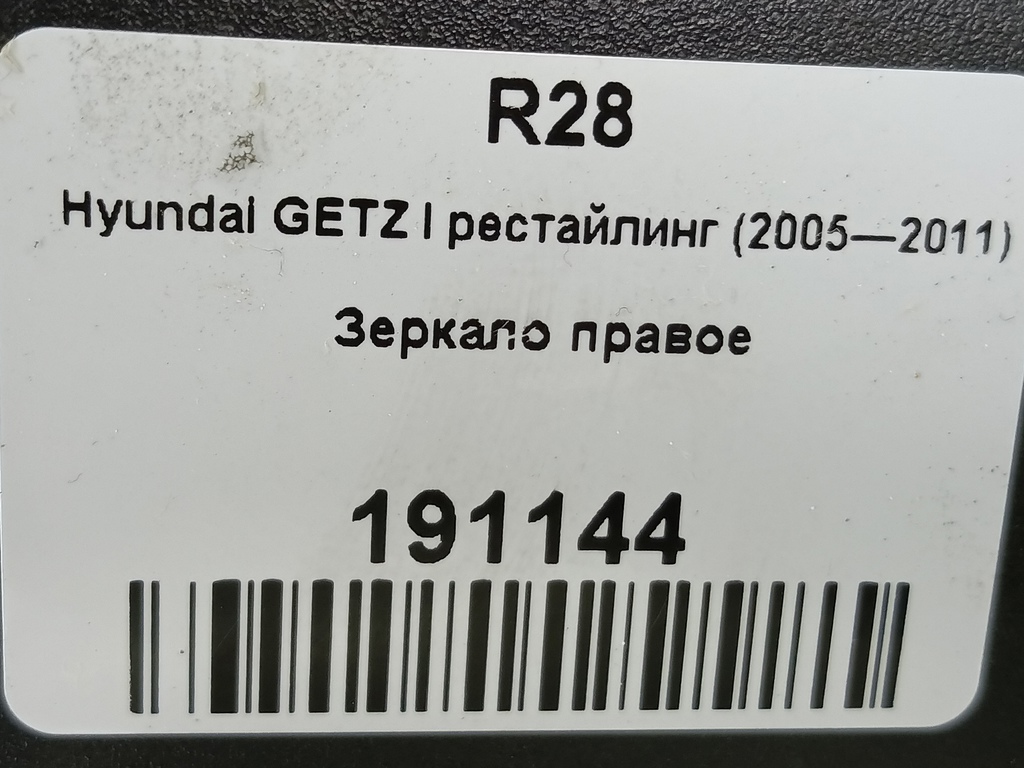 R28
Hyundai GETZ I рестайлинг (2005—2011)
Зеркало правое
191144